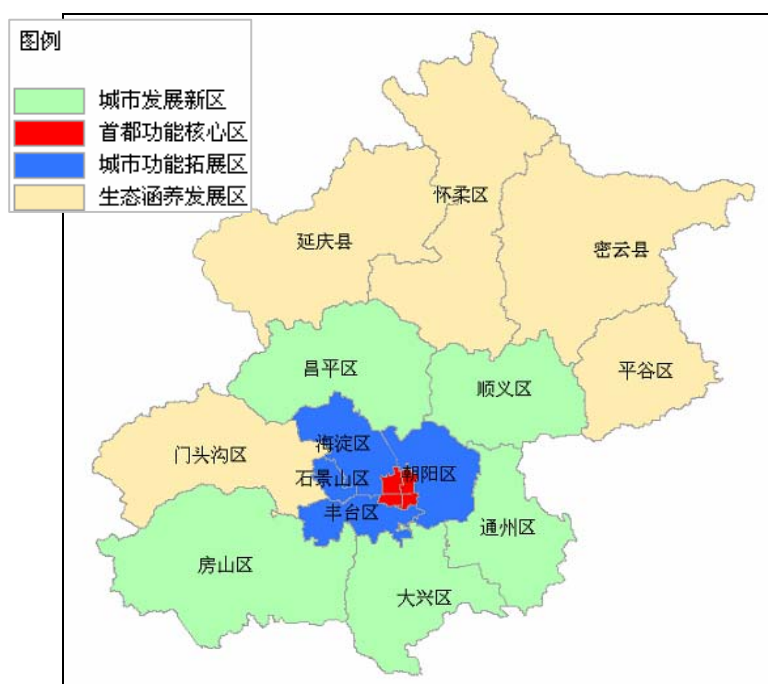 图例
城市发展新区
首都功能核心区
城市功能拓展区
生态涵养发展区
怀柔区
延庆县
密云县
昌平区
平谷区
顺义区
海淀区
门头沟区
朝阳区
石景山区
丰台区
通州区
房山区
大兴区